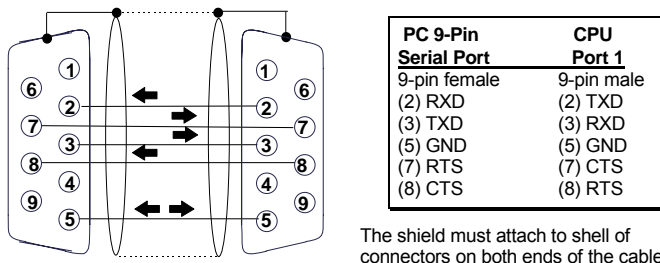 1
1
6
6
2
2
7
7
3
3
8
8
4
4
9
9
5
5
PC 9-Pin CPU
Serial Port Port 1
9-pin female 9-pin male
(2) RXD (2) TXD
(3) TXD (3) RXD
(5) GND (5) GND
(7) RTS (7) CTS
(8) CTS (8) RTS
The shield must attach to shell of
connectors on both ends of the cable